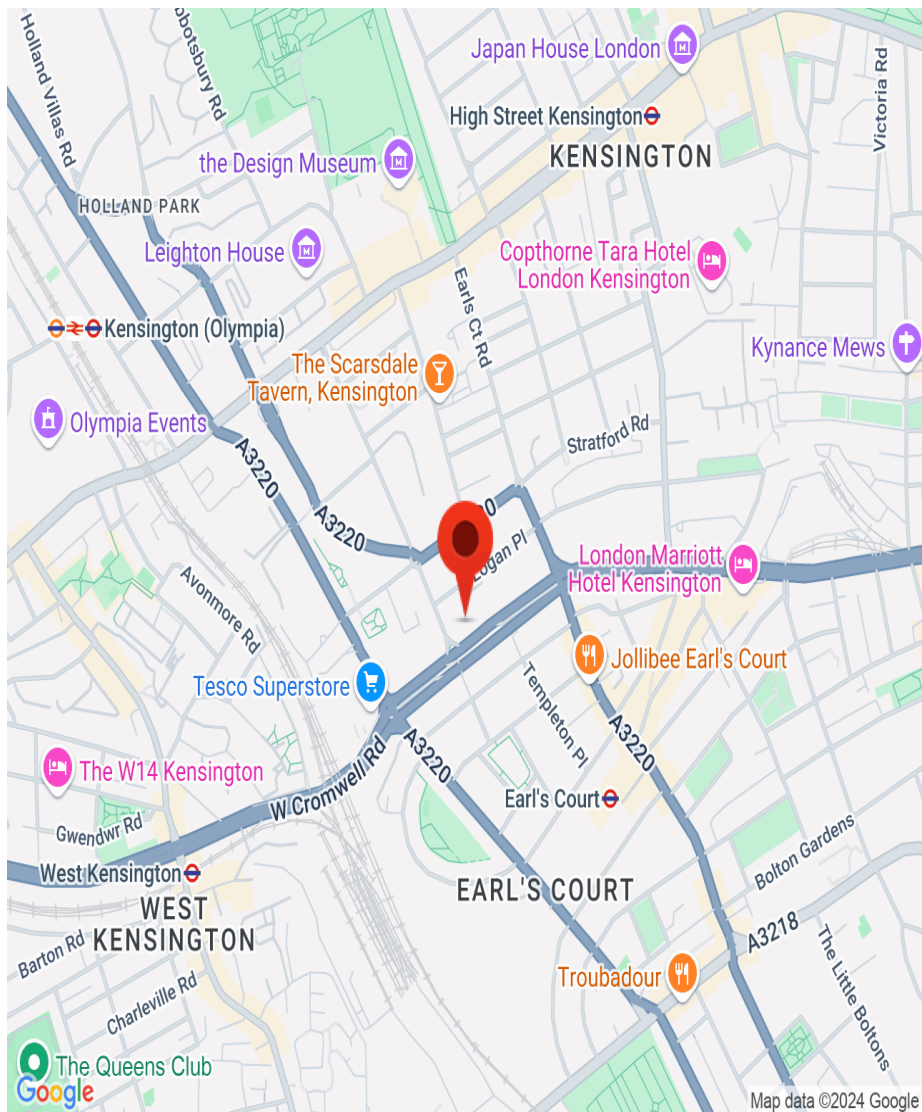 Holland Villas Rd
botsbury Rd
Japan House London
Victoria Rd
High Street Kensington
KENSINGTON
the Design Museum
HOLLAND PARK
Leighton House
Copthorne Tara Hotel
London Kensington
Earls Ct Rd
Kensington (Olympia)
Kynance Mews
The Scarsdale
Tavern, Kensington
Olympia Events
Stratford Rd
A3220
A3220
20
Logan Pl
London Marriott
Hotel Kensington
Avonmore Rd
Jollibee Earl's Court
Tesco Superstore
Templeton Pl
A3220
A3220
The W14 Kensington
W Cromwell Rd
Earl's Court
Gwendwr Rd
Bolton Gardens
West Kensington
EARL'S COURT
WEST
KENSINGTON
A3218
Barton Rd
The Little Boltons
Troubadour
Charleville Rd
The Queens Club
Google
Map data ©2024 Google